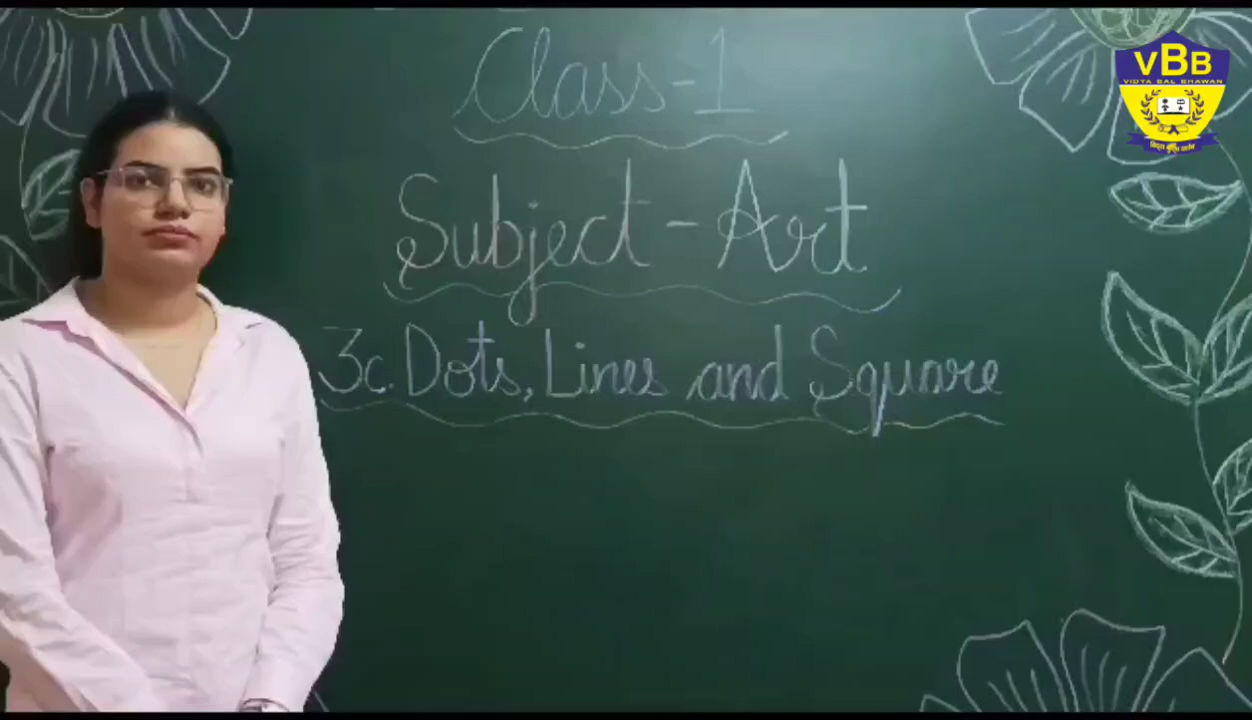 Class-1
Subject - Art
3c. Dots, Lines and Square
VBB
VIDYA BAL BHAWAN